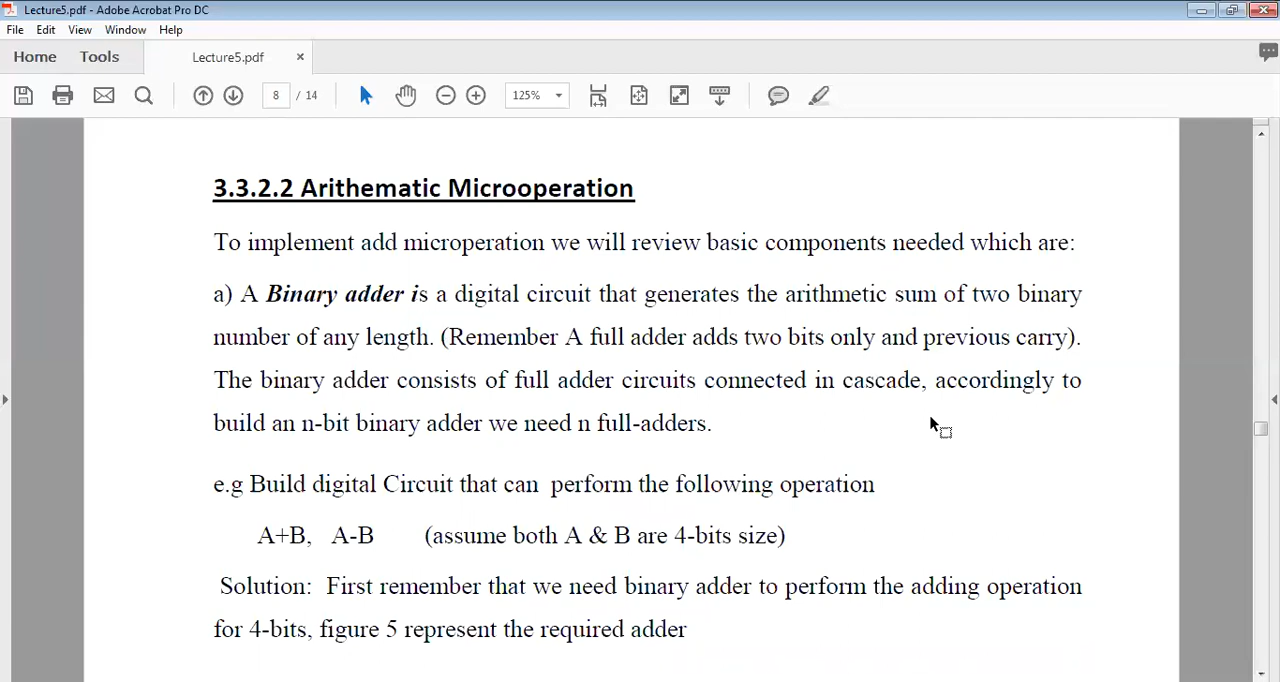 Lecture5.pdf - Adobe Acrobat Pro DC
File Edit View Window Help
Home Tools Lecture5.pdf ×
8 / 14 125%
3.3.2.2 Arithematic Microoperation
To implement add microperation we will review basic components needed which are:
a) A Binary adder is a digital circuit that generates the arithmetic sum of two binary
number of any length. (Remember A full adder adds two bits only and previous carry).
The binary adder consists of full adder circuits connected in cascade, accordingly to
build an n-bit binary adder we need n full-adders.
e.g Build digital Circuit that can perform the following operation
A+B, A-B (assume both A & B are 4-bits size)
Solution: First remember that we need binary adder to perform the adding operation
for 4-bits, figure 5 represent the required adder